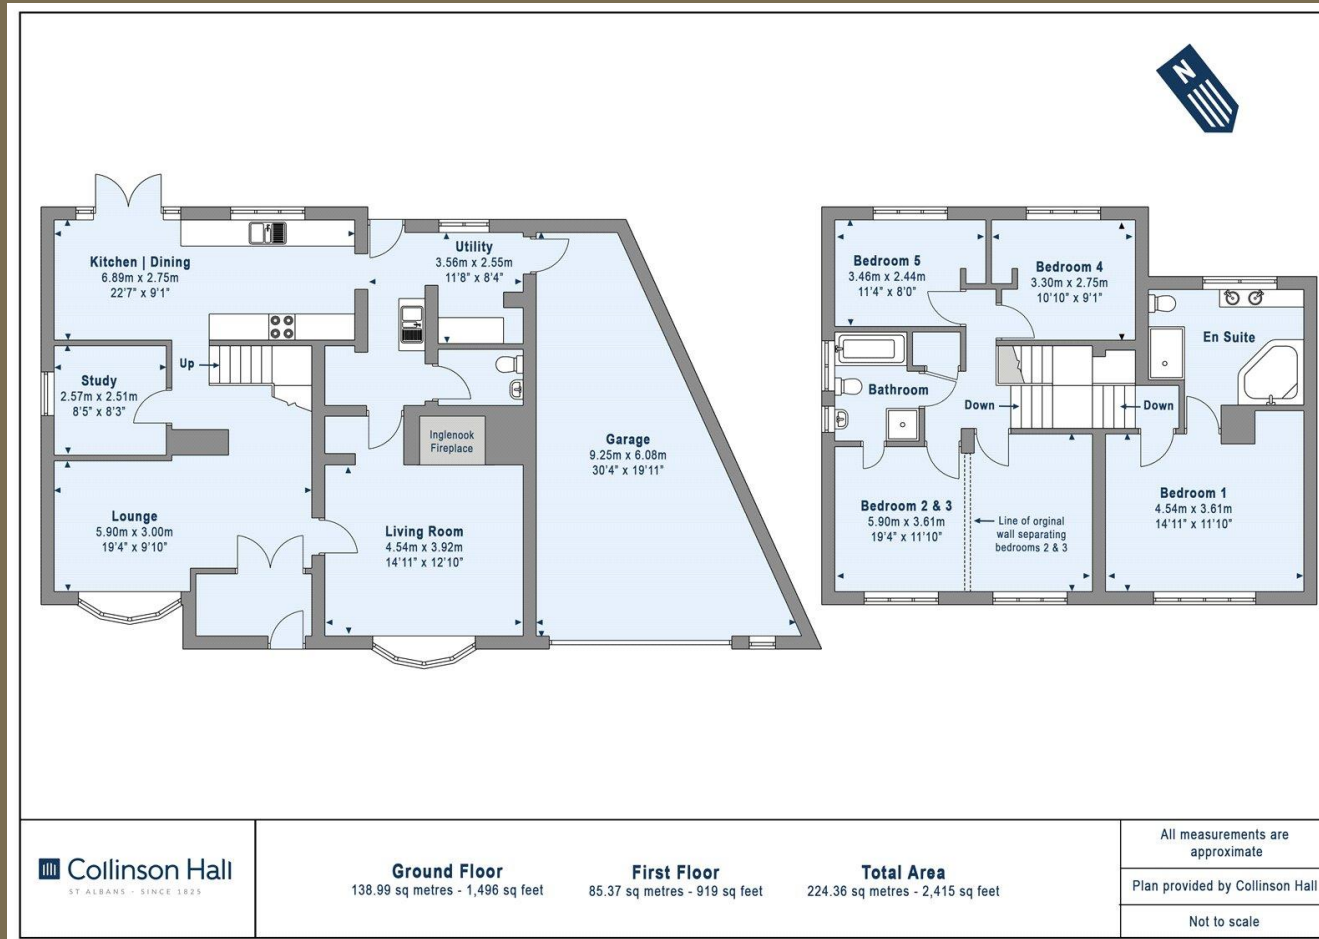 N
Kitchen | Dining
6.89m x 2.75m
22'7" x 9'1"
Utility
3.56m x 2.55m
11'8" x 8'4"
Up
Study
2.57m x 2.51m
8'5" x 8'3"
Inglenook
Fireplace
Garage
9.25m x 6.08m
30'4" x 19'11"
Lounge
5.90m x 3.00m
19'4" x 9'10"
Living Room
4.54m x 3.92m
14'11" x 12'10"
Bedroom 5
3.46m x 2.44m
11'4" x 8'0"
Bedroom 4
3.30m x 2.75m
10'10" x 9'1"
En Suite
Bathroom
Down
Down
Bedroom 2 & 3
5.90m x 3.61m
19'4" x 11'10"
Line of orginal
wall separating
bedrooms 2 & 3
Bedroom 1
4.54m x 3.61m
14'11" x 11'10"
Collinson Hall
ST ALBANS - SINCE 1825
Ground Floor
138.99 sq metres - 1,496 sq feet
First Floor
85.37 sq metres - 919 sq feet
Total Area
224.36 sq metres - 2,415 sq feet
All measurements are
approximate
Plan provided by Collinson Hall
Not to scale